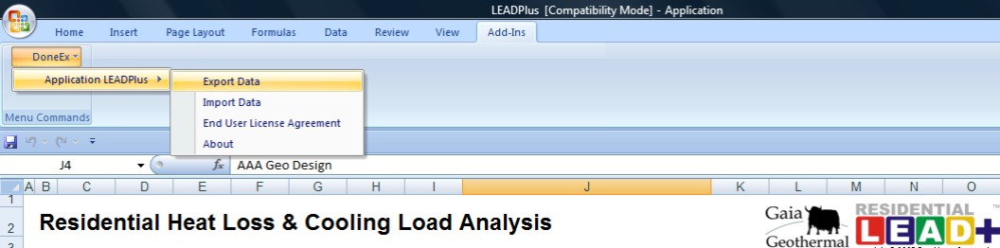 LEADPlus [Compatibility Mode] - Application
Home Insert Page Layout Formulas Data Review View Add-Ins
DoneEx
Application LEADPlus
Export Data
Import Data
End User License Agreement
About
Menu Commands
J4 fx AAA Geo Design
A B C D E F G H I J K L M N O
1
2 Residential Heat Loss & Cooling Load Analysis
Gaia
Geothermal
RESIDENTIAL
LEAD+ ™
3